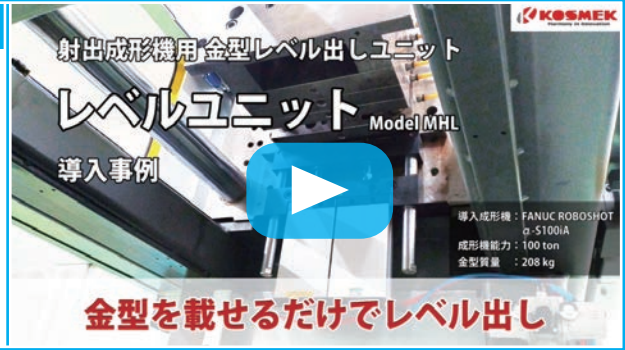 KOSMEK
Harmony in Innovation
射出成形機用 金型レベル出しユニット
レベルユニット Model MHL
導入事例
導入成形機：FANUC ROBOSHOT
α-S100iA
成形機能力：100 ton
金型質量　：208 kg
金型を載せるだけでレベル出し